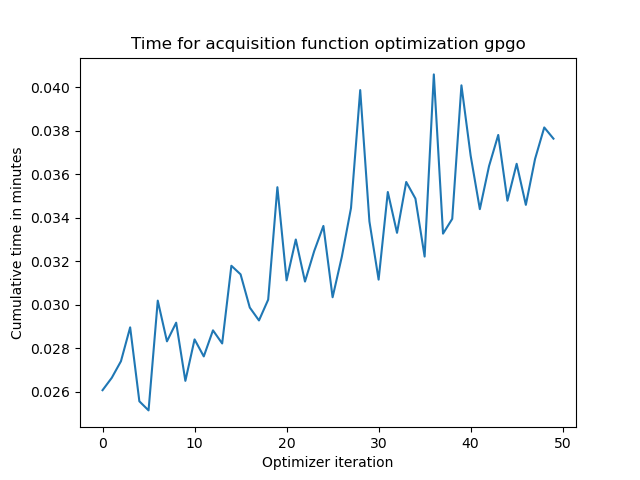 Time for acquisition function optimization gpgo
Cumulative time in minutes
0.040
0.038
0.036
0.034
0.032
0.030
0.028
0.026
0 10 20 30 40 50
Optimizer iteration